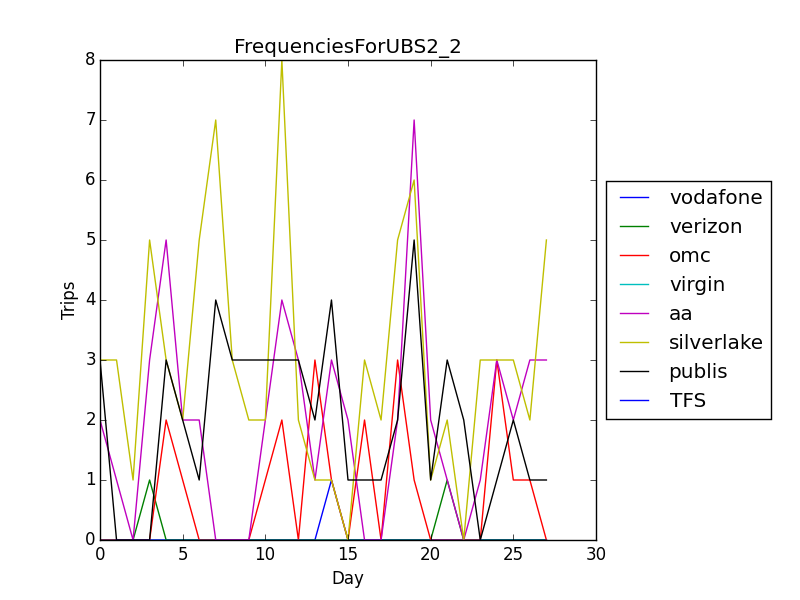 FrequenciesForUBS2_2
8
7
6
5
4
3
2
1
0
Trips
0 5 10 15 20 25 30
Day
vodafone
verizon
omc
virgin
aa
silverlake
publis
TFS